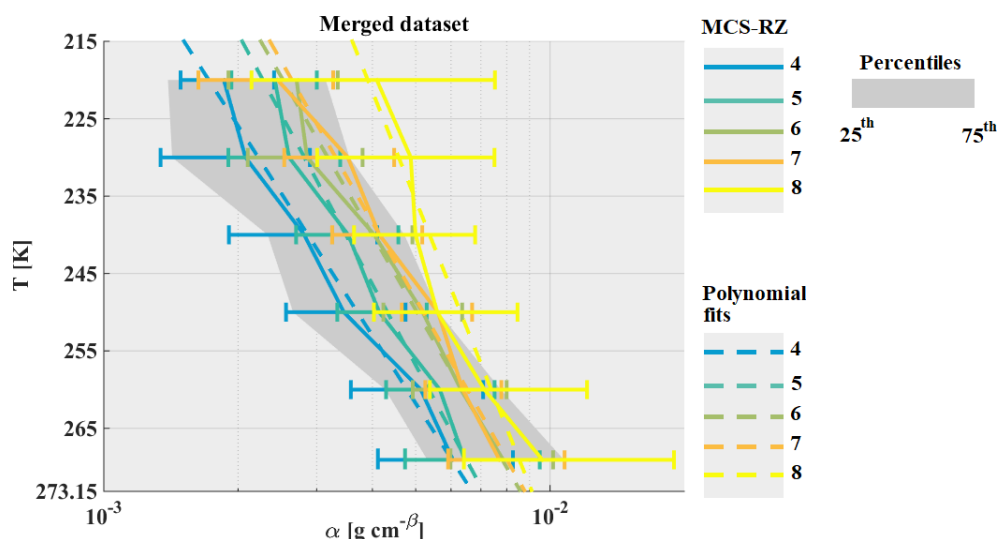 Merged dataset
215
225
235
245
255
265
273.15
T [K]
10⁻³
10⁻²
α [g cm⁻ᵝ]
MCS-RZ
4
5
6
7
8
Percentiles
25ᵗʰ
75ᵗʰ
Polynomial
fits
4
5
6
7
8